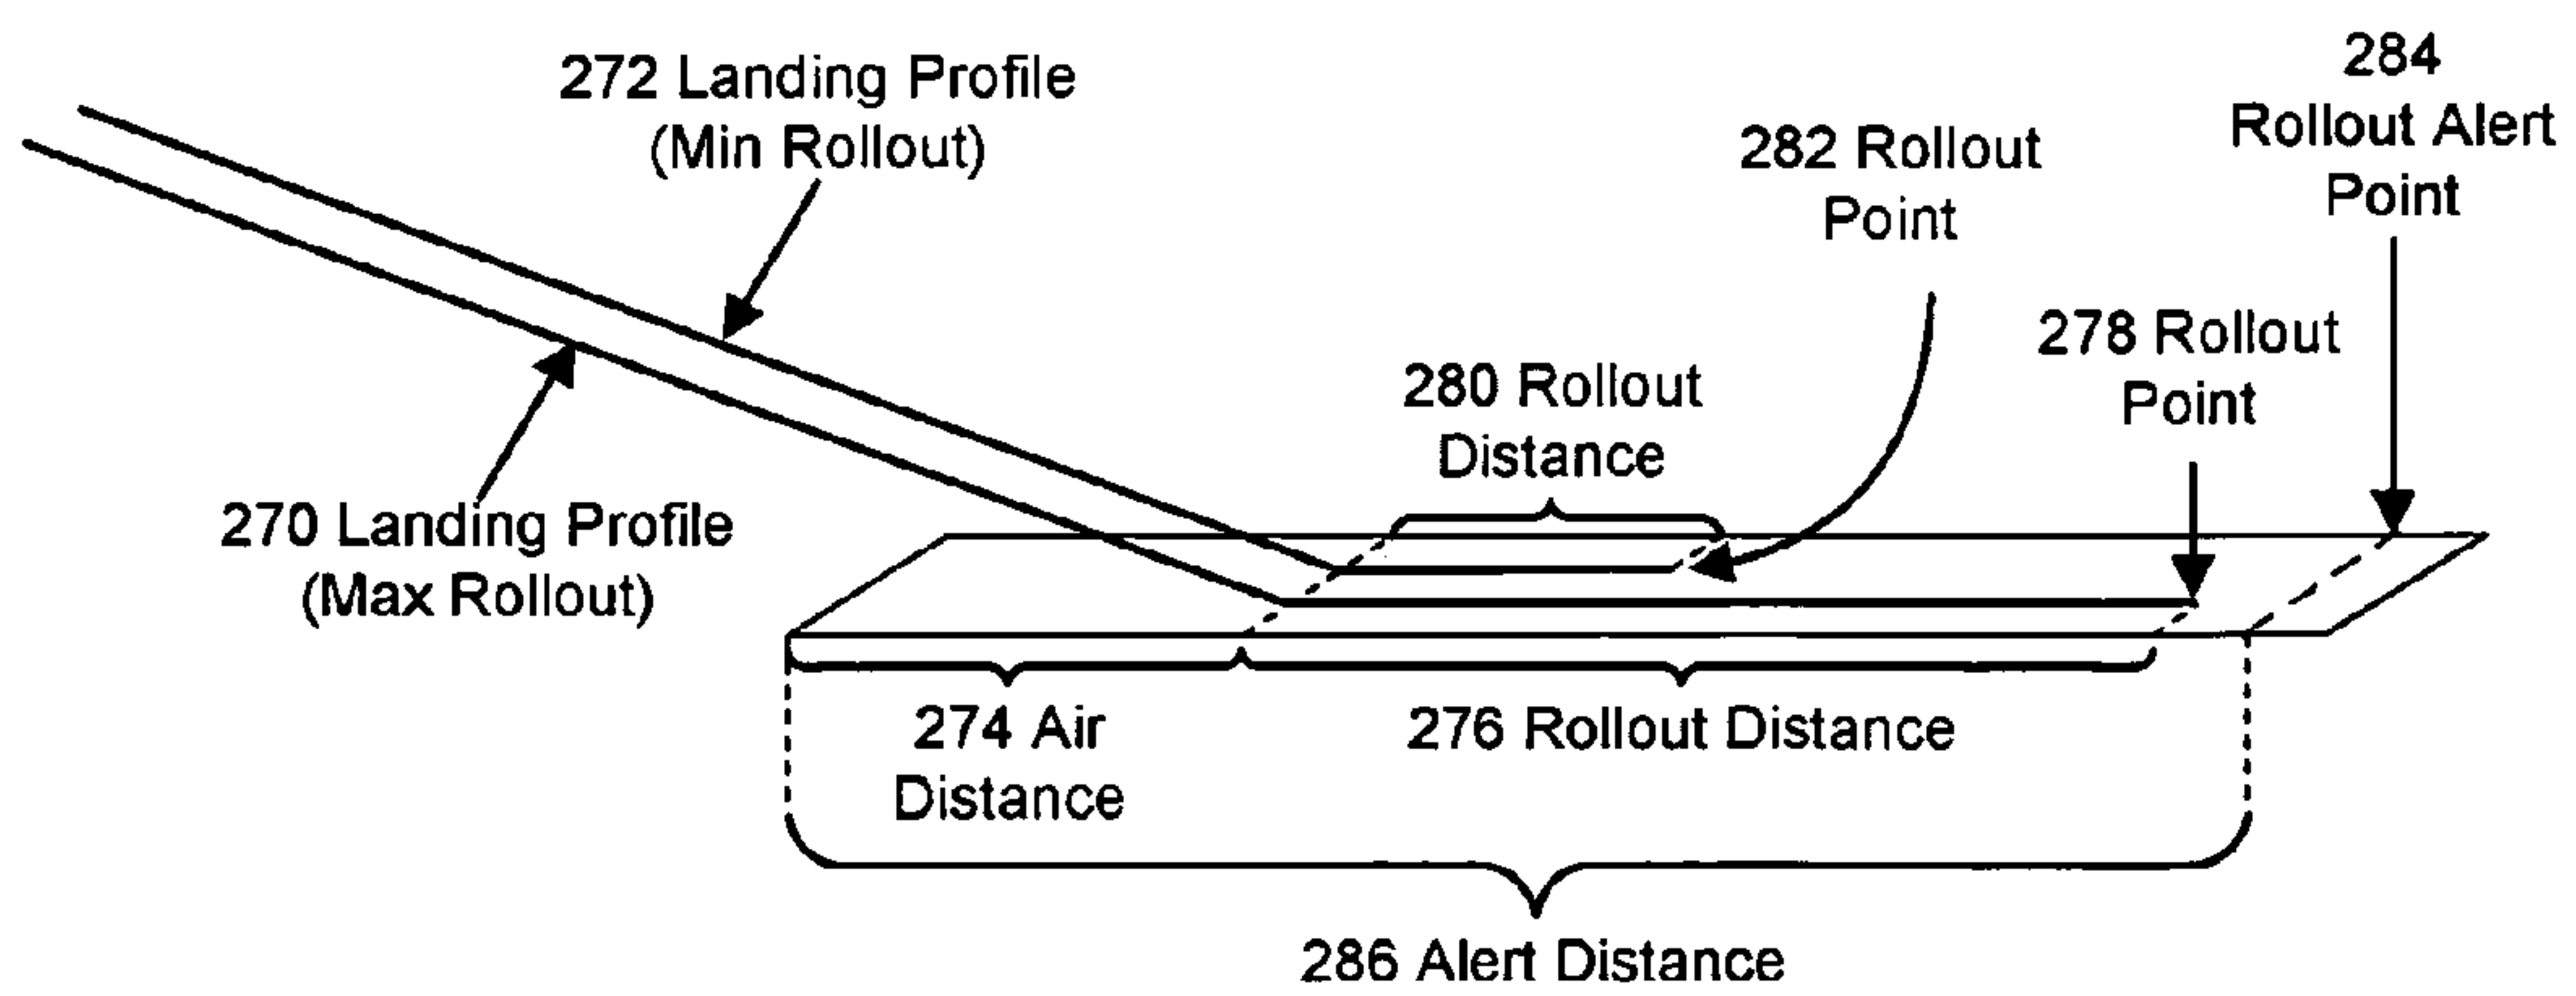 272 Landing Profile
(Min Rollout)
284
Rollout Alert
Point
282 Rollout
Point
278 Rollout
Point
280 Rollout
Distance
270 Landing Profile
(Max Rollout)
274 Air
Distance
276 Rollout Distance
286 Alert Distance